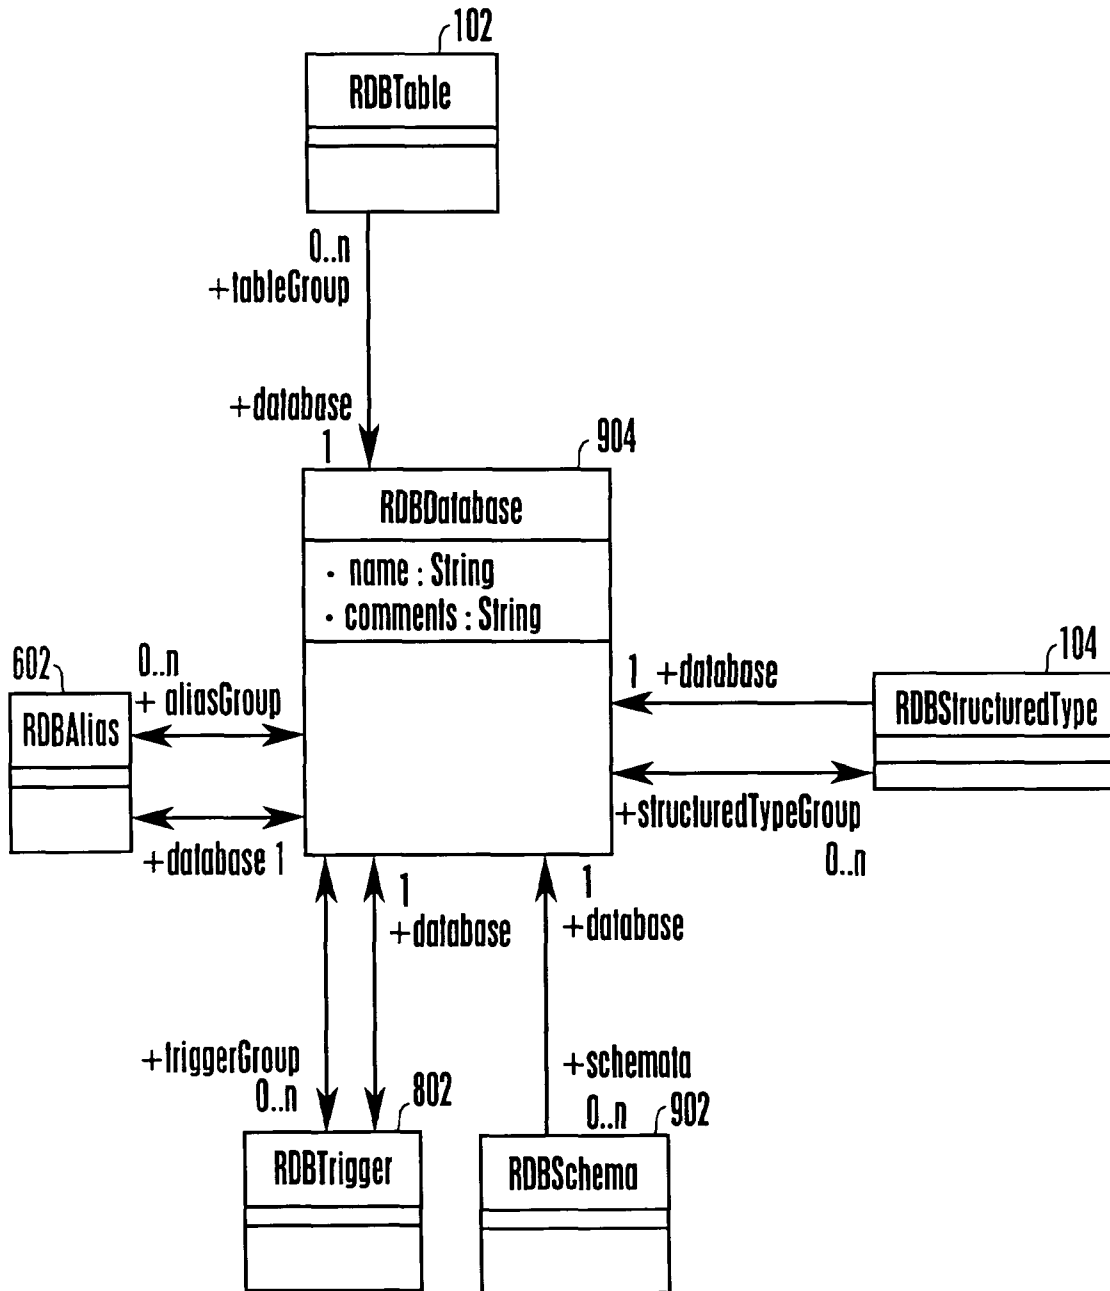 102
RDBTable
0..n
+tableGroup
+database
1
904
RDBDatabase
· name : String
· comments : String
602
0..n
+ aliasGroup
RDBAlias
+database 1
104
1 +database
RDBStructuredType
+structuredTypeGroup
0..n
1
+database
1
+database
+triggerGroup
0..n
802
RDBTrigger
+schemata
0..n
902
RDBSchema